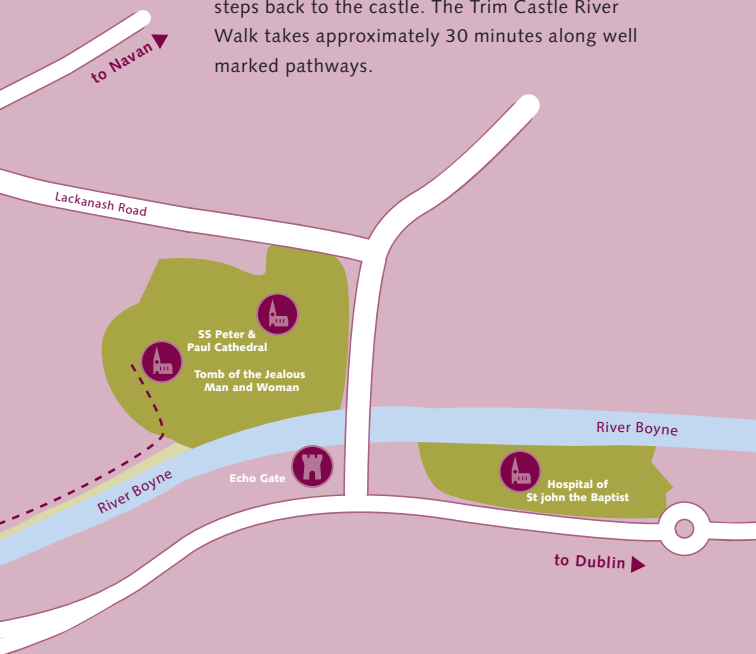 steps back to the castle. The Trim Castle River
Walk takes approximately 30 minutes along well
marked pathways.
to Navan
Lackanash Road
SS Peter &
Paul Cathedral
Tomb of the Jealous
Man and Woman
River Boyne
Echo Gate
River Boyne
Hospital of
St john the Baptist
to Dublin